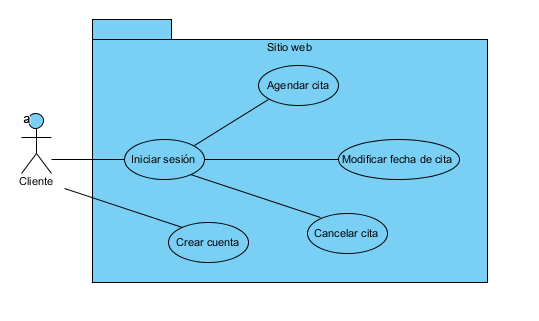 Sitio web
Agendar cita
a
Iniciar sesión
Modificar fecha de cita
Cliente
Cancelar cita
Crear cuenta